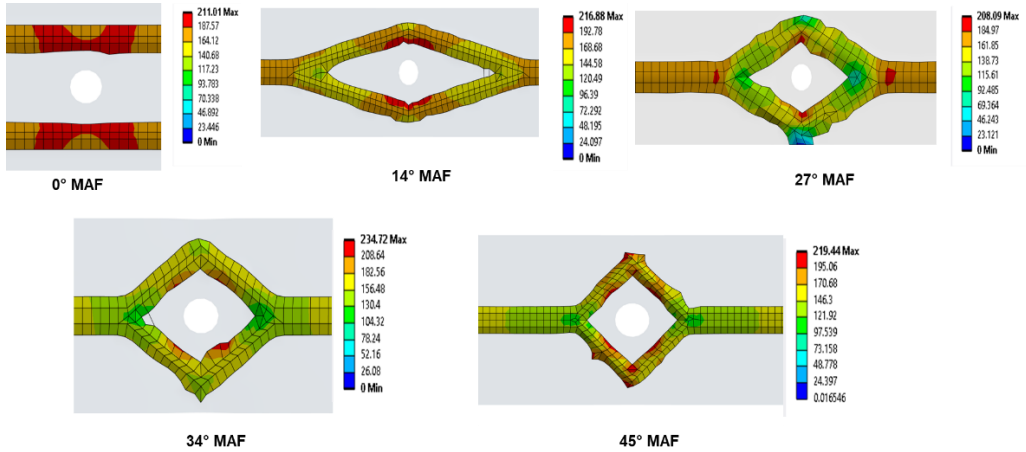 211.01 Max
187.57
164.12
140.68
117.23
93.783
70.338
46.892
23.446
0 Min
0° MAF
216.88 Max
192.78
168.68
144.58
120.49
96.39
72.292
48.195
24.097
0 Min
14° MAF
208.09 Max
184.97
161.85
138.73
115.61
92.485
69.364
46.243
23.121
0 Min
27° MAF
234.72 Max
208.64
182.56
156.48
130.4
104.32
78.24
52.16
26.08
0 Min
34° MAF
219.44 Max
195.06
170.68
146.3
121.92
97.539
73.158
48.778
24.397
0.016546
45° MAF